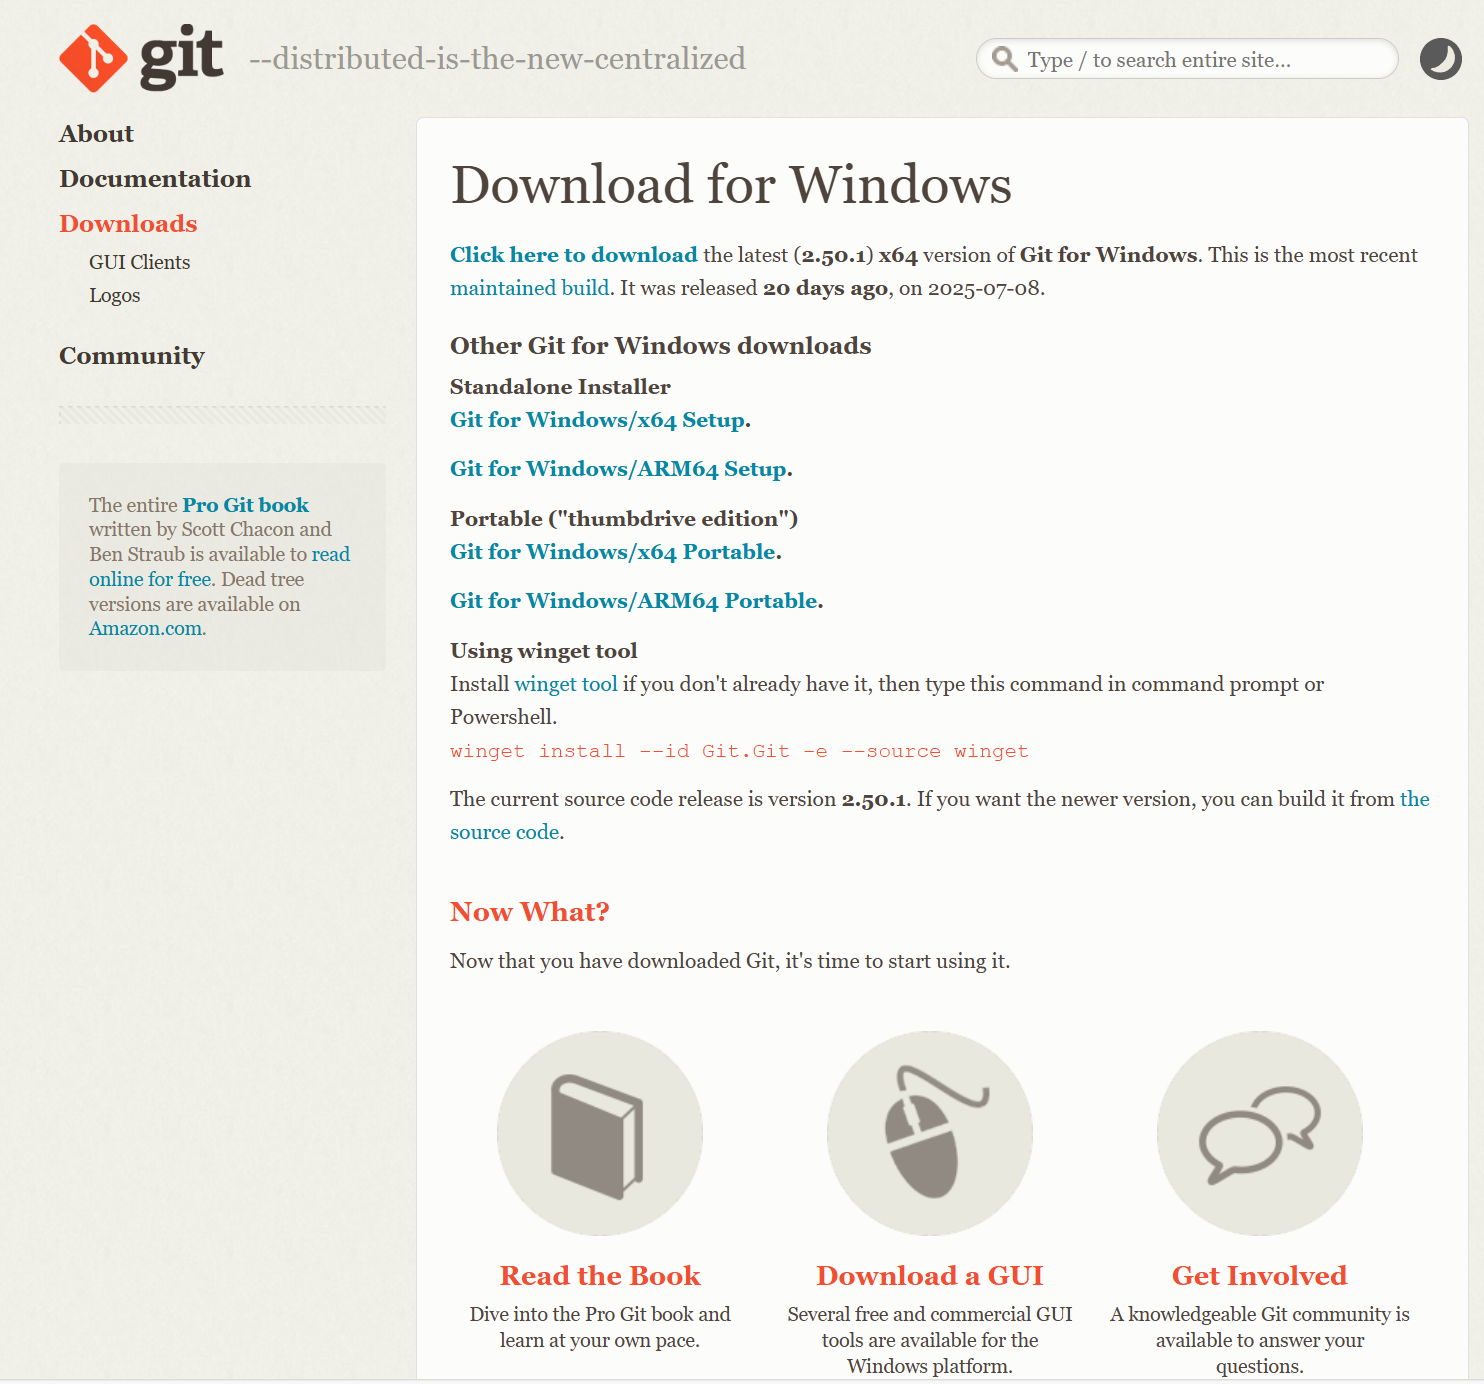 git --distributed-is-the-new-centralized
Type / to search entire site...
About
Documentation
Downloads
GUI Clients
Logos
Community
The entire Pro Git book
written by Scott Chacon and
Ben Straub is available to read
online for free. Dead tree
versions are available on
Amazon.com.
Download for Windows
Click here to download the latest (2.50.1) x64 version of Git for Windows. This is the most recent
maintained build. It was released 20 days ago, on 2025-07-08.
Other Git for Windows downloads
Standalone Installer
Git for Windows/x64 Setup.
Git for Windows/ARM64 Setup.
Portable ("thumbdrive edition")
Git for Windows/x64 Portable.
Git for Windows/ARM64 Portable.
Using winget tool
Install winget tool if you don't already have it, then type this command in command prompt or
Powershell.
winget install --id Git.Git -e --source winget
The current source code release is version 2.50.1. If you want the newer version, you can build it from the
source code.
Now What?
Now that you have downloaded Git, it's time to start using it.
Read the Book
Dive into the Pro Git book and
learn at your own pace.
Download a GUI
Several free and commercial GUI
tools are available for the
Windows platform.
Get Involved
A knowledgeable Git community is
available to answer your
questions.